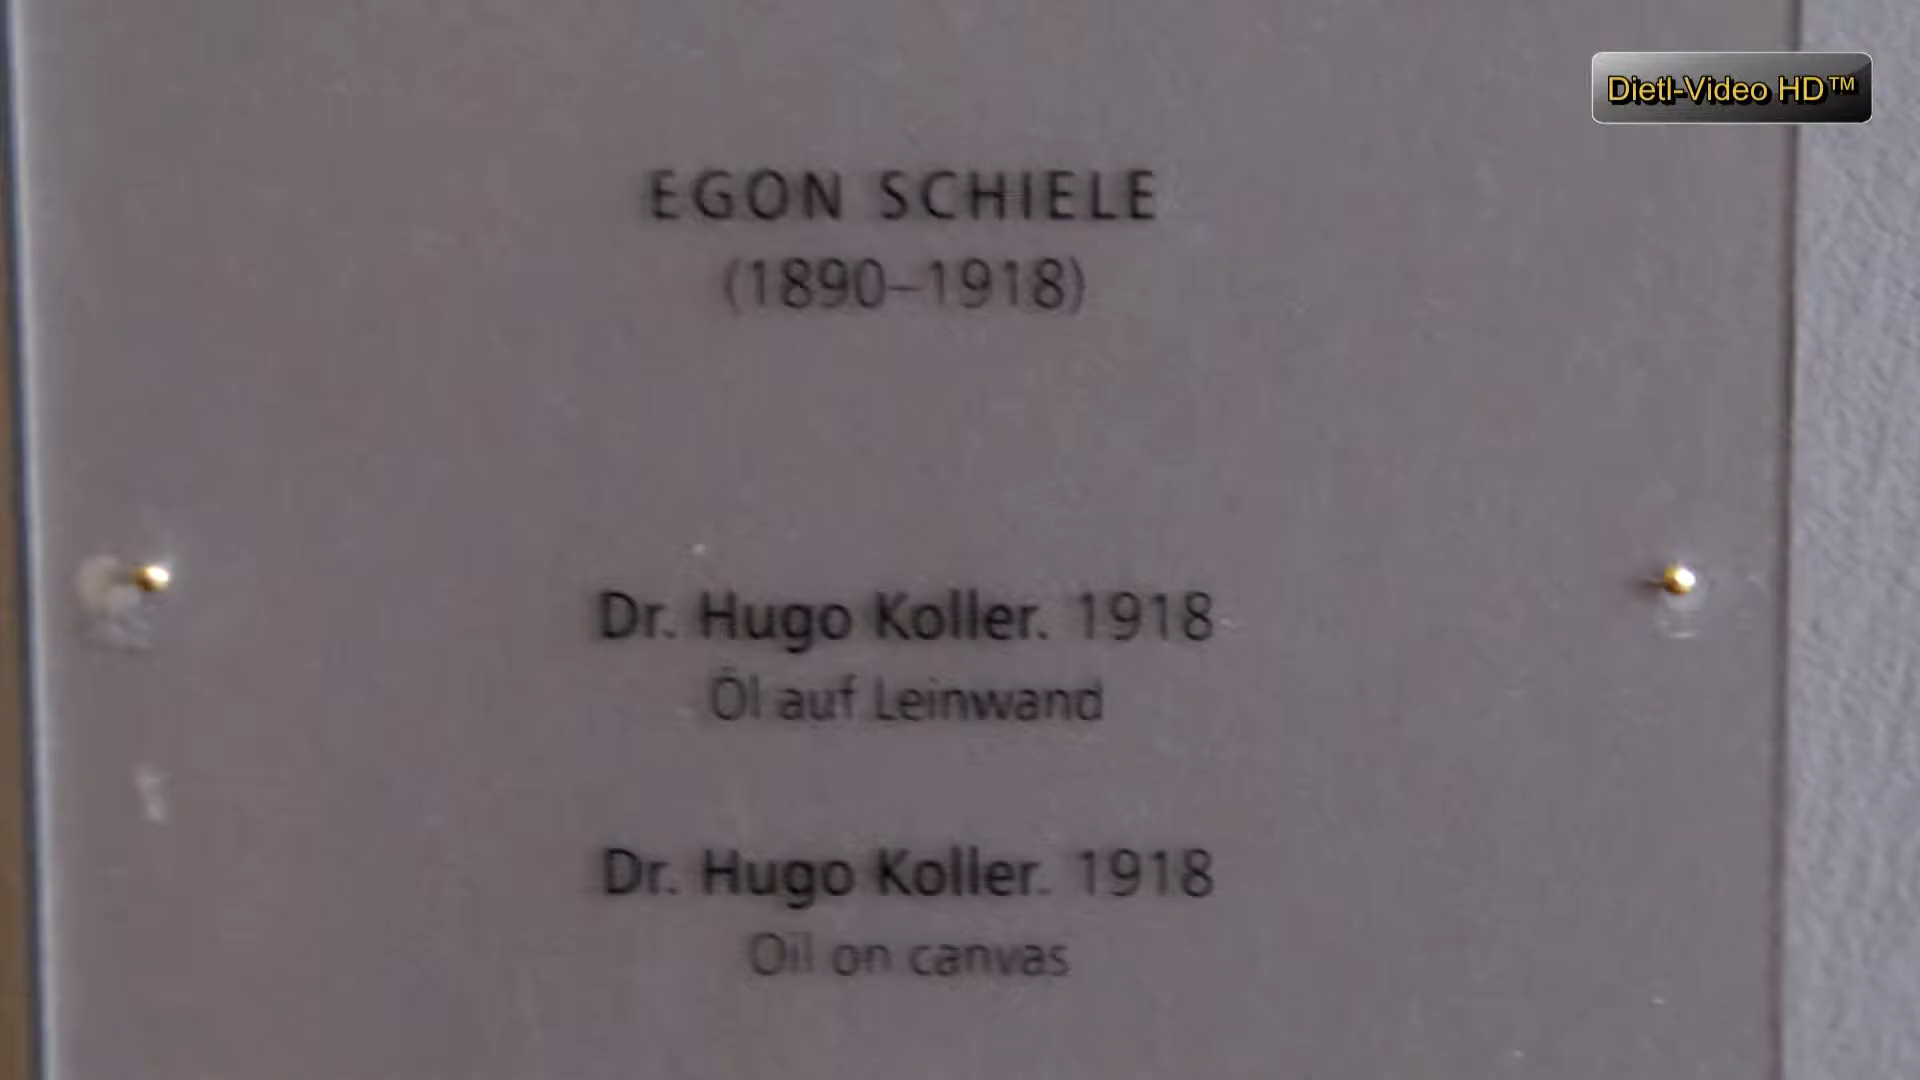 Dietl-Video HD™
EGON SCHIELE
(1890–1918)
Dr. Hugo Koller. 1918
Öl auf Leinwand
Dr. Hugo Koller. 1918
Oil on canvas